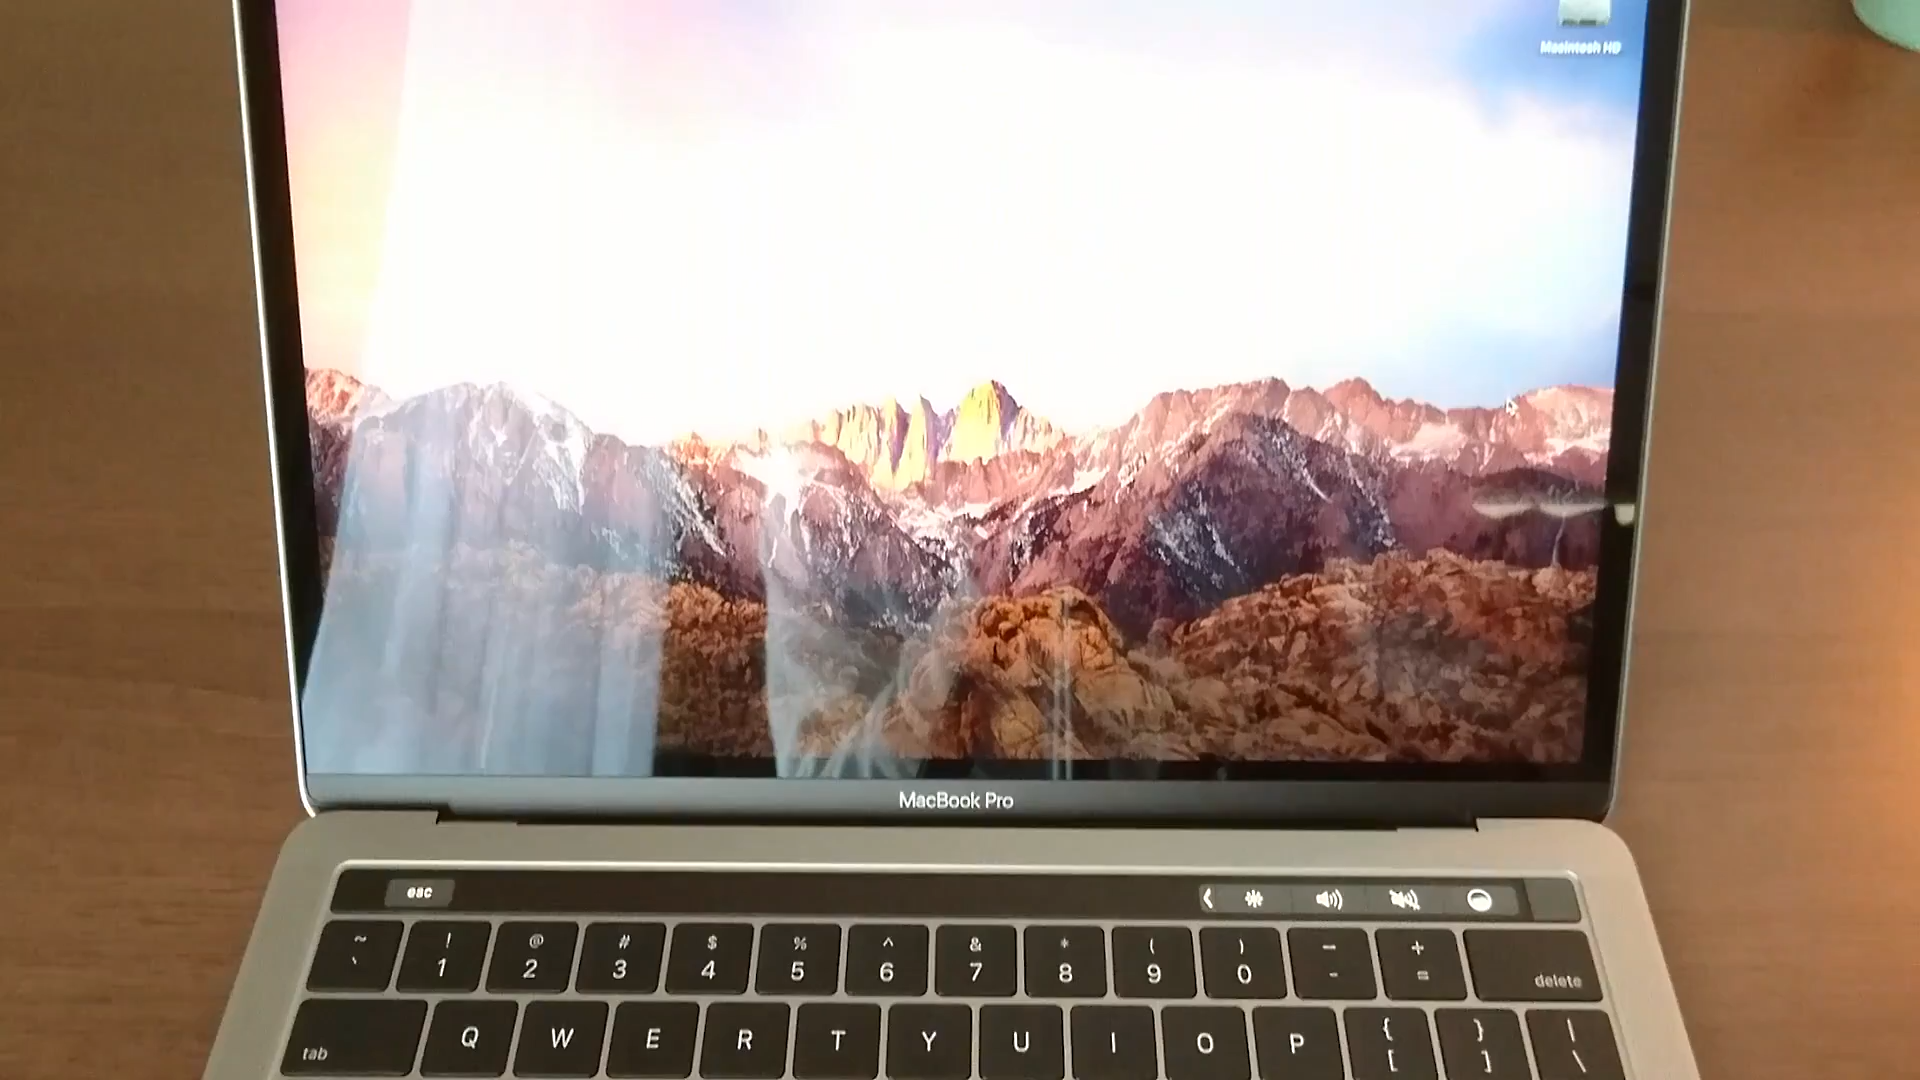 Macintosh HD
MacBook Pro
esc
~ ! @ # $ % ^ & * ( ) _ +
` 1 2 3 4 5 6 7 8 9 0 - = delete
tab Q W E R T Y U I O P { [ } ] | \